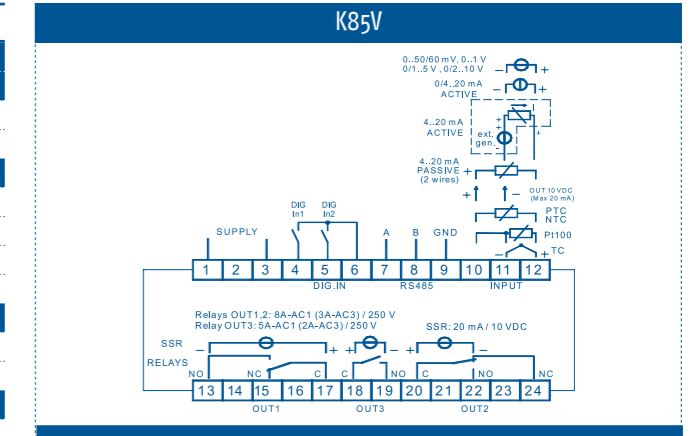 K85V
0..50/60 mV, 0..1 V
0/1..5 V , 0/2..10 V
− +
0/4..20 mA
ACTIVE
− +
4..20 mA
ACTIVE
ext.
gen.
+
+
-
+
4..20 mA
PASSIVE
(2 wires)
+ −
+ −
OUT 10VDC
(Max 20 mA)
PTC
NTC
Pt100
− + TC
SUPPLY
DIG
In1
DIG
In2
A B GND
1 2 3 4 5 6 7 8 9 10 11 12
DIG.IN RS485 INPUT
Relays OUT1,2: 8A-AC1 (3A-AC3) / 250 V
Relay OUT3: 5A-AC1 (2A-AC3) / 250 V
SSR: 20 mA / 10 VDC
SSR − + + − + −
RELAYS
NO NC C C NO C NO NC
13 14 15 16 17 18 19 20 21 22 23 24
OUT1 OUT3 OUT2